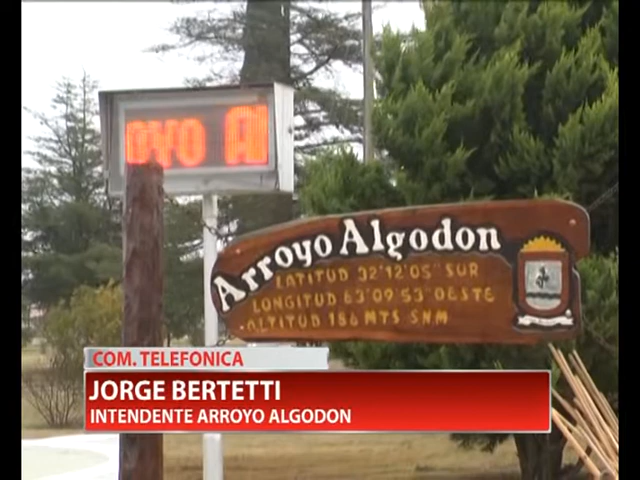 oyo Al
Arroyo Algodon
LATITUD 32°12'05" SUR
LONGITUD 63°09'53" OESTE
ALTITUD 186 MTS SNM
COM. TELEFONICA
JORGE BERTETTI
INTENDENTE ARROYO ALGODON